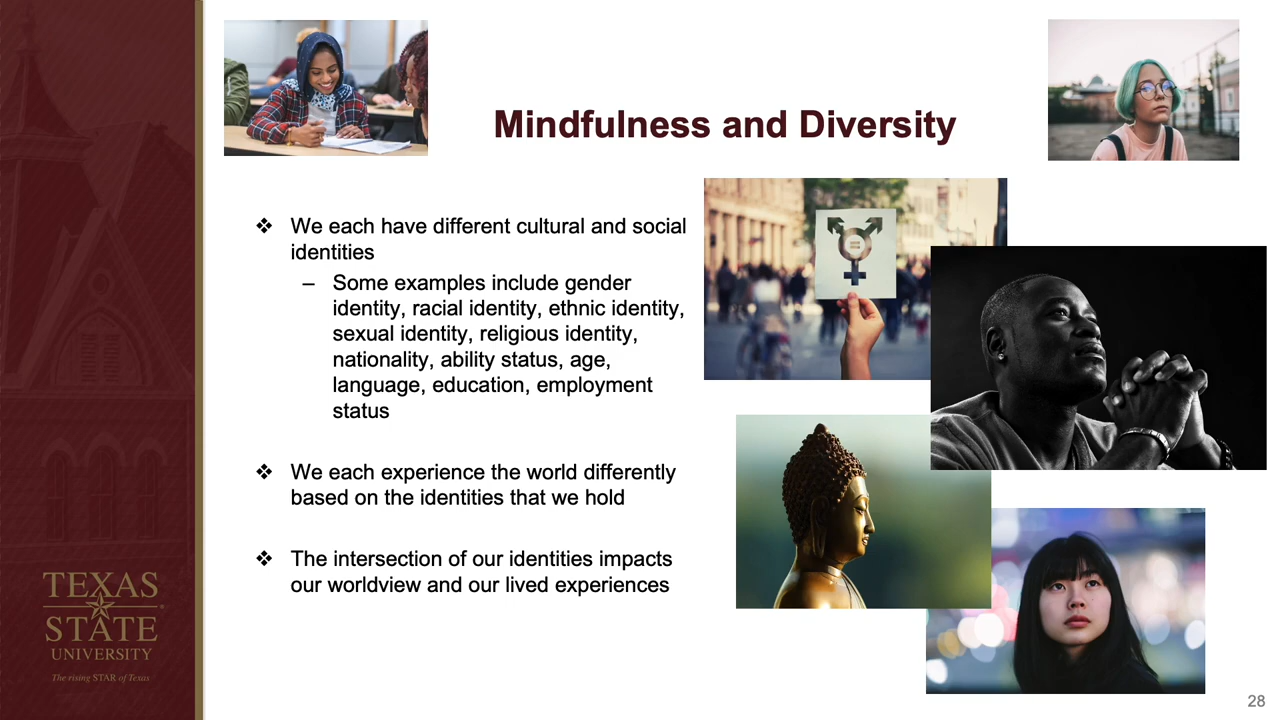 Mindfulness and Diversity
❖ We each have different cultural and social
identities
– Some examples include gender
identity, racial identity, ethnic identity,
sexual identity, religious identity,
nationality, ability status, age,
language, education, employment
status
❖ We each experience the world differently
based on the identities that we hold
❖ The intersection of our identities impacts
our worldview and our lived experiences
TEXAS
STATE
UNIVERSITY
The rising STAR of Texas
28